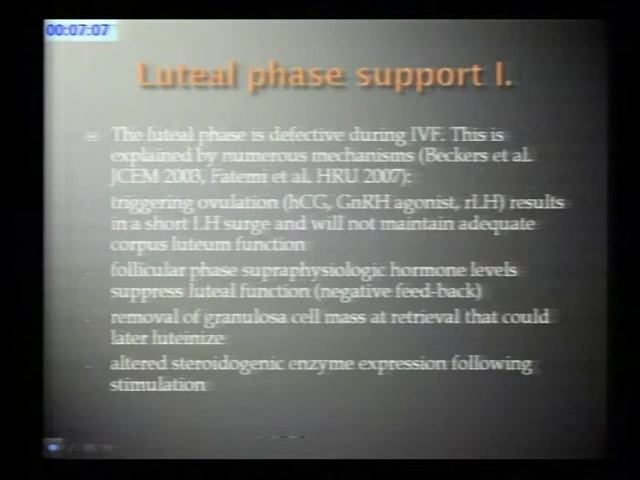 00:07:07
Luteal phase support I.
The luteal phase is defective during IVF. This is
explained by numerous mechanisms (Beckers et al.
JCEM 2003, Fatemi et al. HRU 2007):
- triggering ovulation (hCG, GnRH agonist, rLH) results
in a short LH surge and will not maintain adequate
corpus luteum function
- follicular phase supraphysiologic hormone levels
suppress luteal function (negative feed-back)
- removal of granulosa cell mass at retrieval that could
later luteinize
- altered steroidogenic enzyme expression following
stimulation